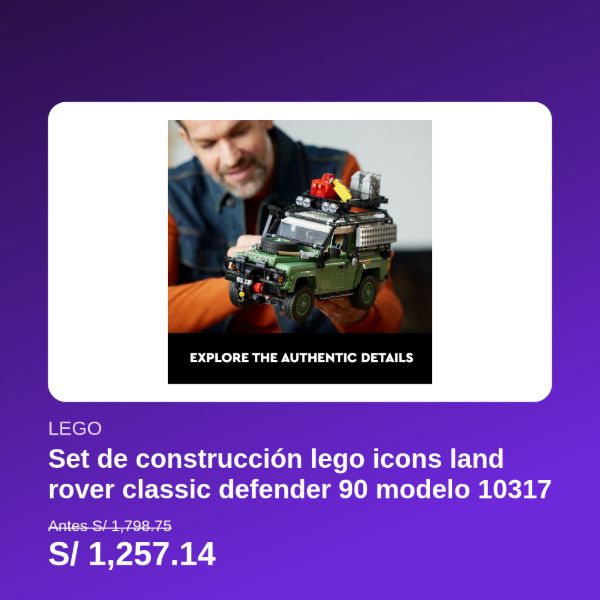 EXPLORE THE AUTHENTIC DETAILS
LEGO
Set de construcción lego icons land
rover classic defender 90 modelo 10317
Antes S/ 1,798.75
S/ 1,257.14